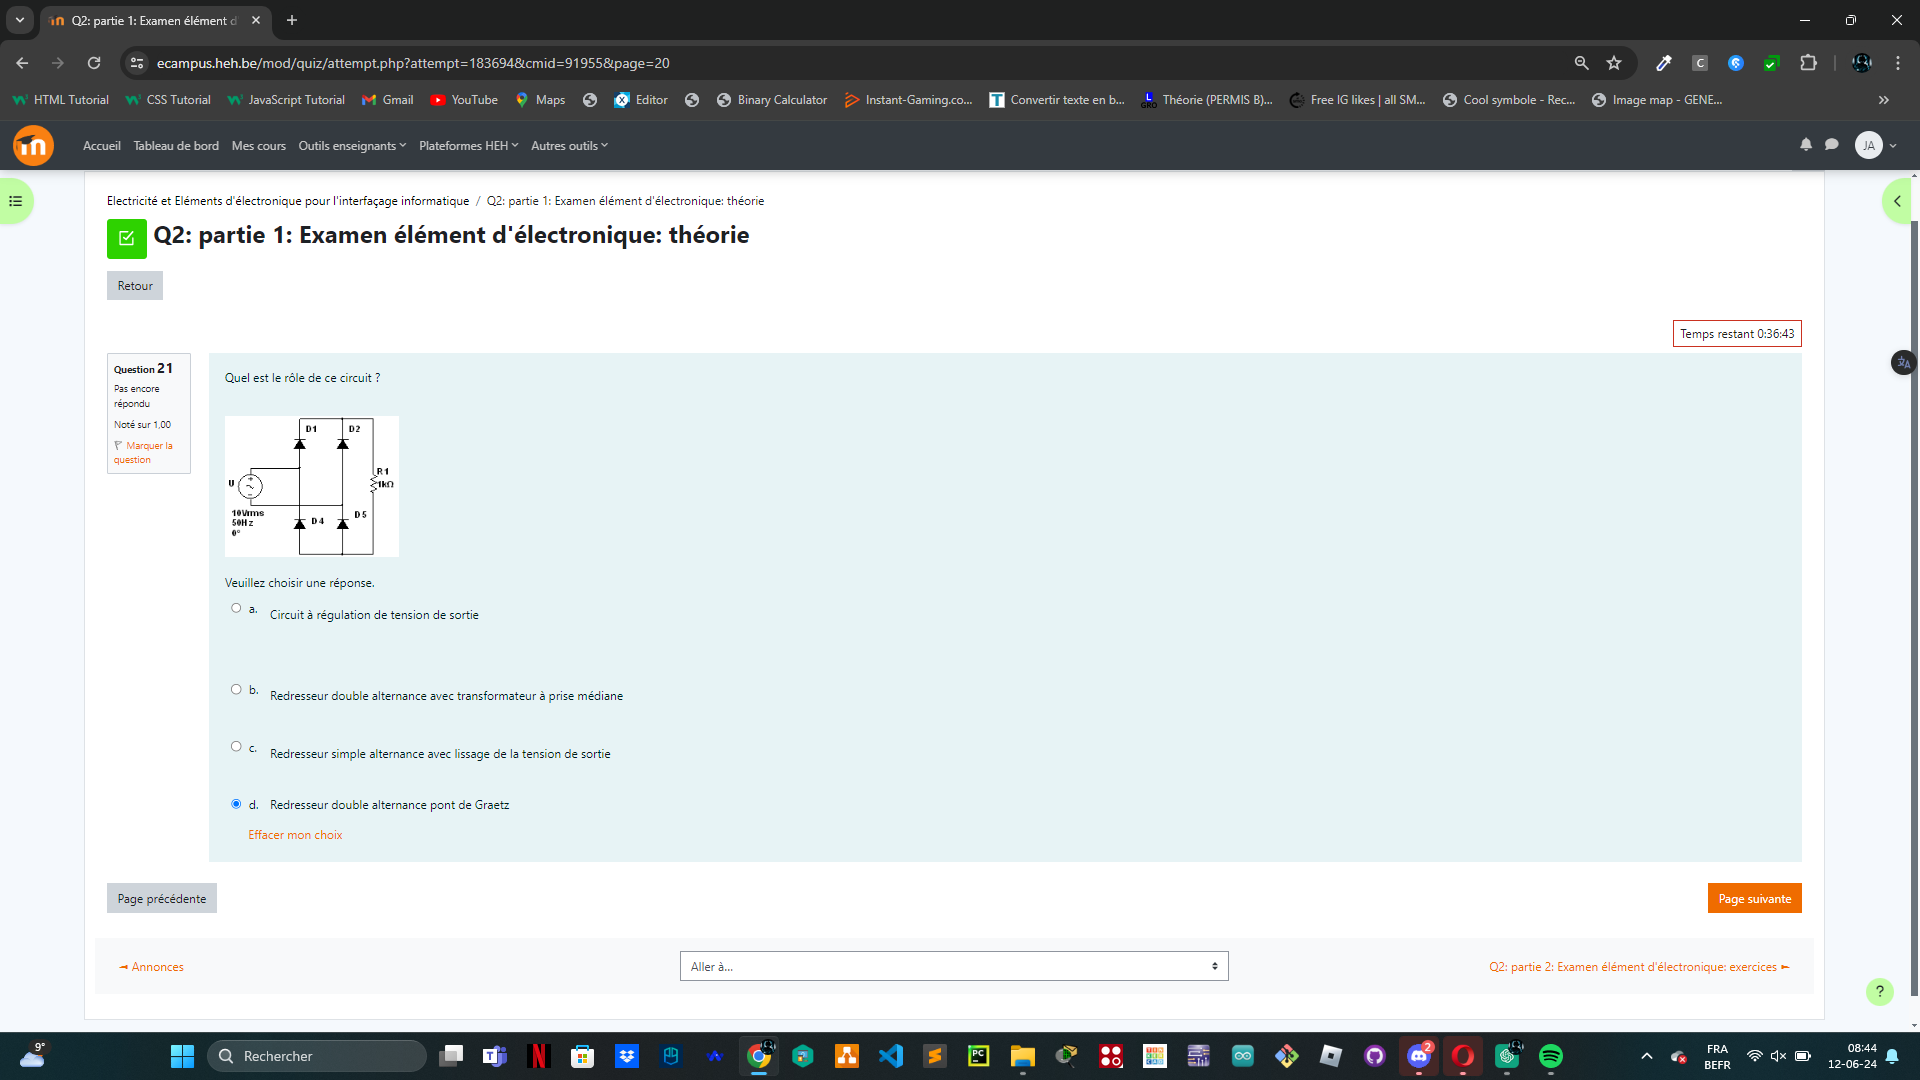 Q2: partie 1: Examen élément d'
ecampus.heh.be/mod/quiz/attempt.php?attempt=183694&cmid=91955&page=20
HTML Tutorial
CSS Tutorial
JavaScript Tutorial
Gmail
YouTube
Maps
Editor
Binary Calculator
Instant-Gaming.co...
Convertir texte en b...
Théorie (PERMIS B)...
Free IG likes | all SM...
Cool symbole - Rec...
Image map - GENE...
Accueil
Tableau de bord
Mes cours
Outils enseignants
Plateformes HEH
Autres outils
JA
Electricité et Eléments d'électronique pour l'interfaçage informatique / Q2: partie 1: Examen élément d'électronique: théorie
Q2: partie 1: Examen élément d'électronique: théorie
Retour
Temps restant 0:36:43
Question 21
Pas encore
répondu
Noté sur 1,00
Marquer la
question
Quel est le rôle de ce circuit ?
D1
D2
R1
1kΩ
U
10Vrms
50Hz
0°
D4
D5
Veuillez choisir une réponse.
a. Circuit à régulation de tension de sortie
b. Redresseur double alternance avec transformateur à prise médiane
c. Redresseur simple alternance avec lissage de la tension de sortie
d. Redresseur double alternance pont de Graetz
Effacer mon choix
Page précédente
Page suivante
◄ Annonces
Aller à...
Q2: partie 2: Examen élément d'électronique: exercices ►
?
9°
Rechercher
2
FRA
BEFR
08:44
12-06-24